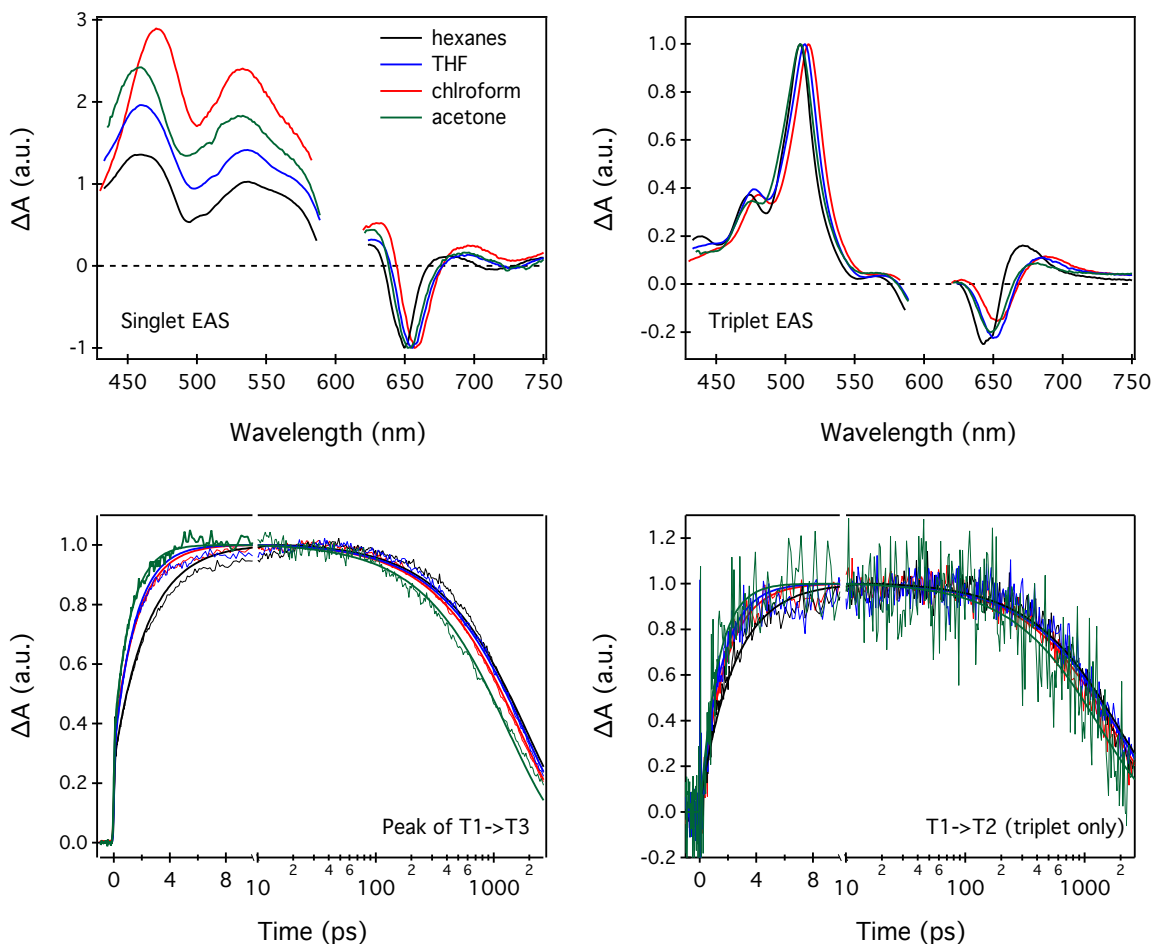 3
2
1
0
-1
ΔA (a.u.)
hexanes
THF
chlroform
acetone
Singlet EAS
450 500 550 600 650 700 750
Wavelength (nm)
1.0
0.8
0.6
0.4
0.2
0.0
-0.2
ΔA (a.u.)
Triplet EAS
450 500 550 600 650 700 750
Wavelength (nm)
1.0
0.8
0.6
0.4
0.2
0.0
ΔA (a.u.)
Peak of T1->T3
0 4 8 10 2 4 6 100 2 4 6 1000 2
Time (ps)
1.2
1.0
0.8
0.6
0.4
0.2
0.0
-0.2
ΔA (a.u.)
T1->T2 (triplet only)
0 4 8 10 2 4 6 100 2 4 6 1000 2
Time (ps)